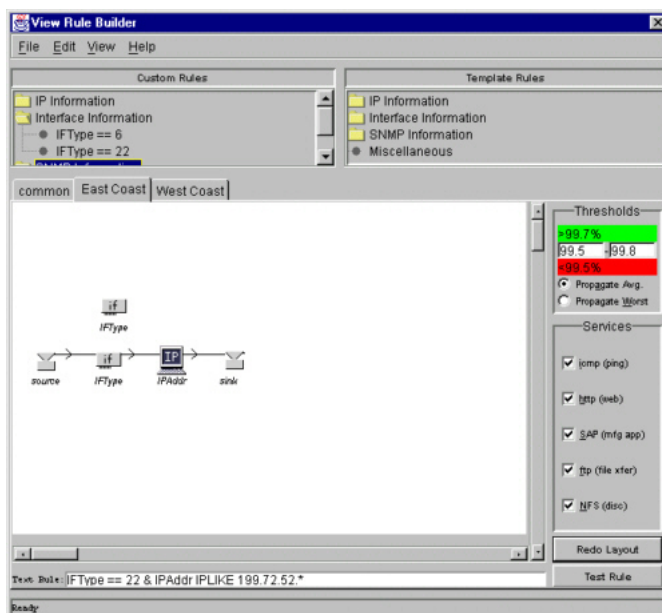 View Rule Builder
File Edit View Help
Custom Rules
IP Information
Interface Information
IFType == 6
IFType == 22
SNMP Information
Template Rules
IP Information
Interface Information
SNMP Information
Miscellaneous
common East Coast West Coast
if
IFType
source
if
IFType
IP
IPAddr
sink
Thresholds
>99.7%
99.5 - 99.8
<99.5%
Propagate Avg.
Propagate Worst
Services
icmp (ping)
http (web)
SAP (mfg app)
ftp (file xfer)
NFS (disc)
Redo Layout
Text Rule: IFType == 22 & IPAddr IPLIKE 199.72.52.*
Test Rule
Ready